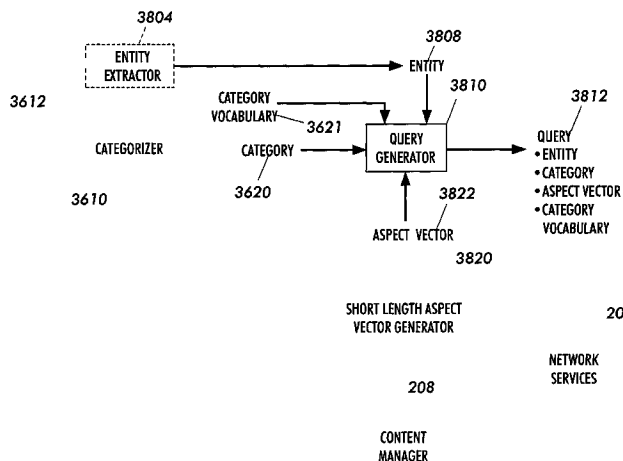 3804
ENTITY
EXTRACTOR
3808
ENTITY
3612
3810
3812
CATEGORY
VOCABULARY
3621
QUERY
GENERATOR
QUERY
• ENTITY
• CATEGORY
• ASPECT VECTOR
• CATEGORY
VOCABULARY
CATEGORIZER
CATEGORY
3620
3610
3822
ASPECT VECTOR
3820
SHORT LENGTH ASPECT
VECTOR GENERATOR
NETWORK
SERVICES
208
CONTENT
MANAGER